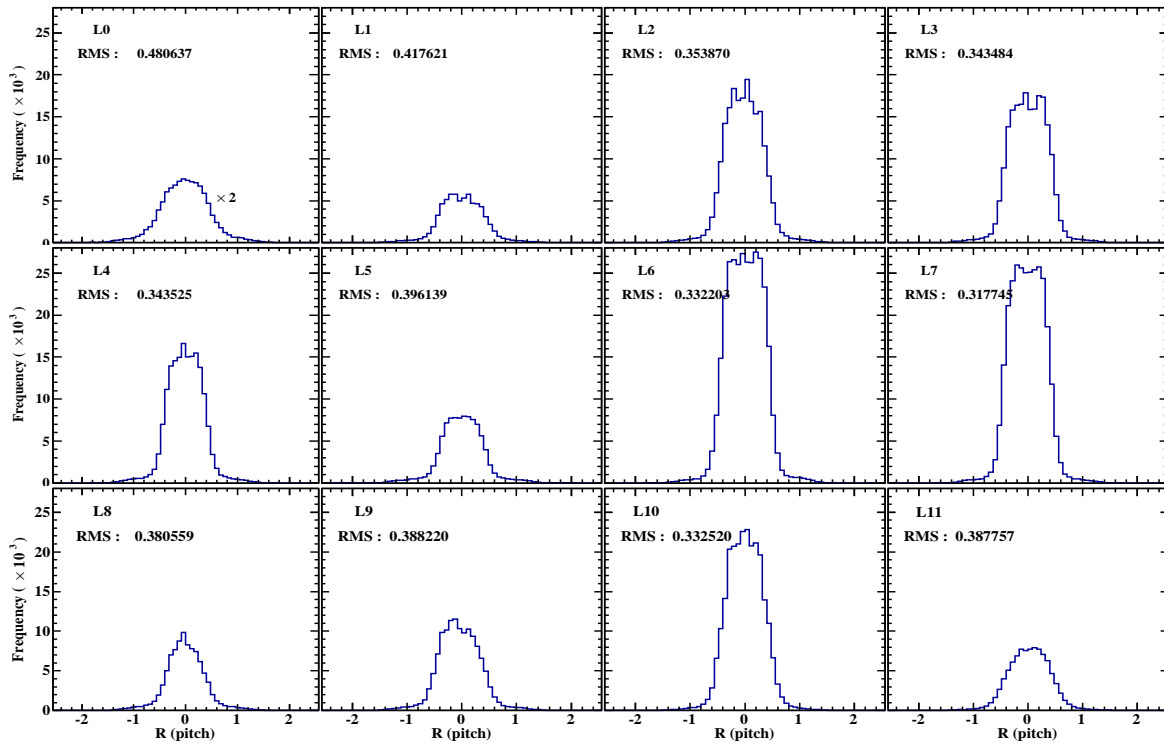 L0 L1 L2 L3
RMS : 0.480637 RMS : 0.417621 RMS : 0.353870 RMS : 0.343484
× 2
Frequency ( ×10³ )
25
20
15
10
5
0
L4 L5 L6 L7
RMS : 0.343525 RMS : 0.396139 RMS : 0.332203 RMS : 0.317745
Frequency ( ×10³)
25
20
15
10
5
0
L8 L9 L10 L11
RMS : 0.380559 RMS : 0.388220 RMS : 0.332520 RMS : 0.387757
Frequency ( ×10³ )
25
20
15
10
5
0
-2 -1 0 1 2 -2 -1 0 1 2 -2 -1 0 1 2 -2 -1 0 1 2
R (pitch) R (pitch) R (pitch) R (pitch)